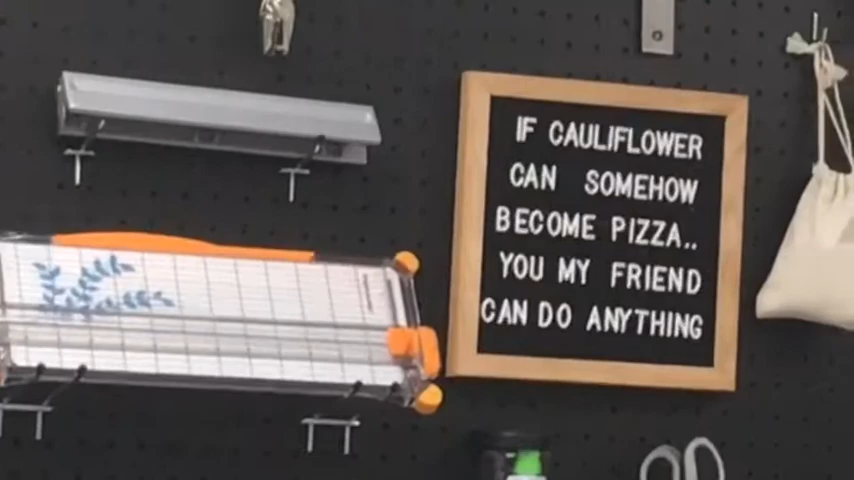 IF CAULIFLOWER
CAN SOMEHOW
BECOME PIZZA..
YOU MY FRIEND
CAN DO ANYTHING